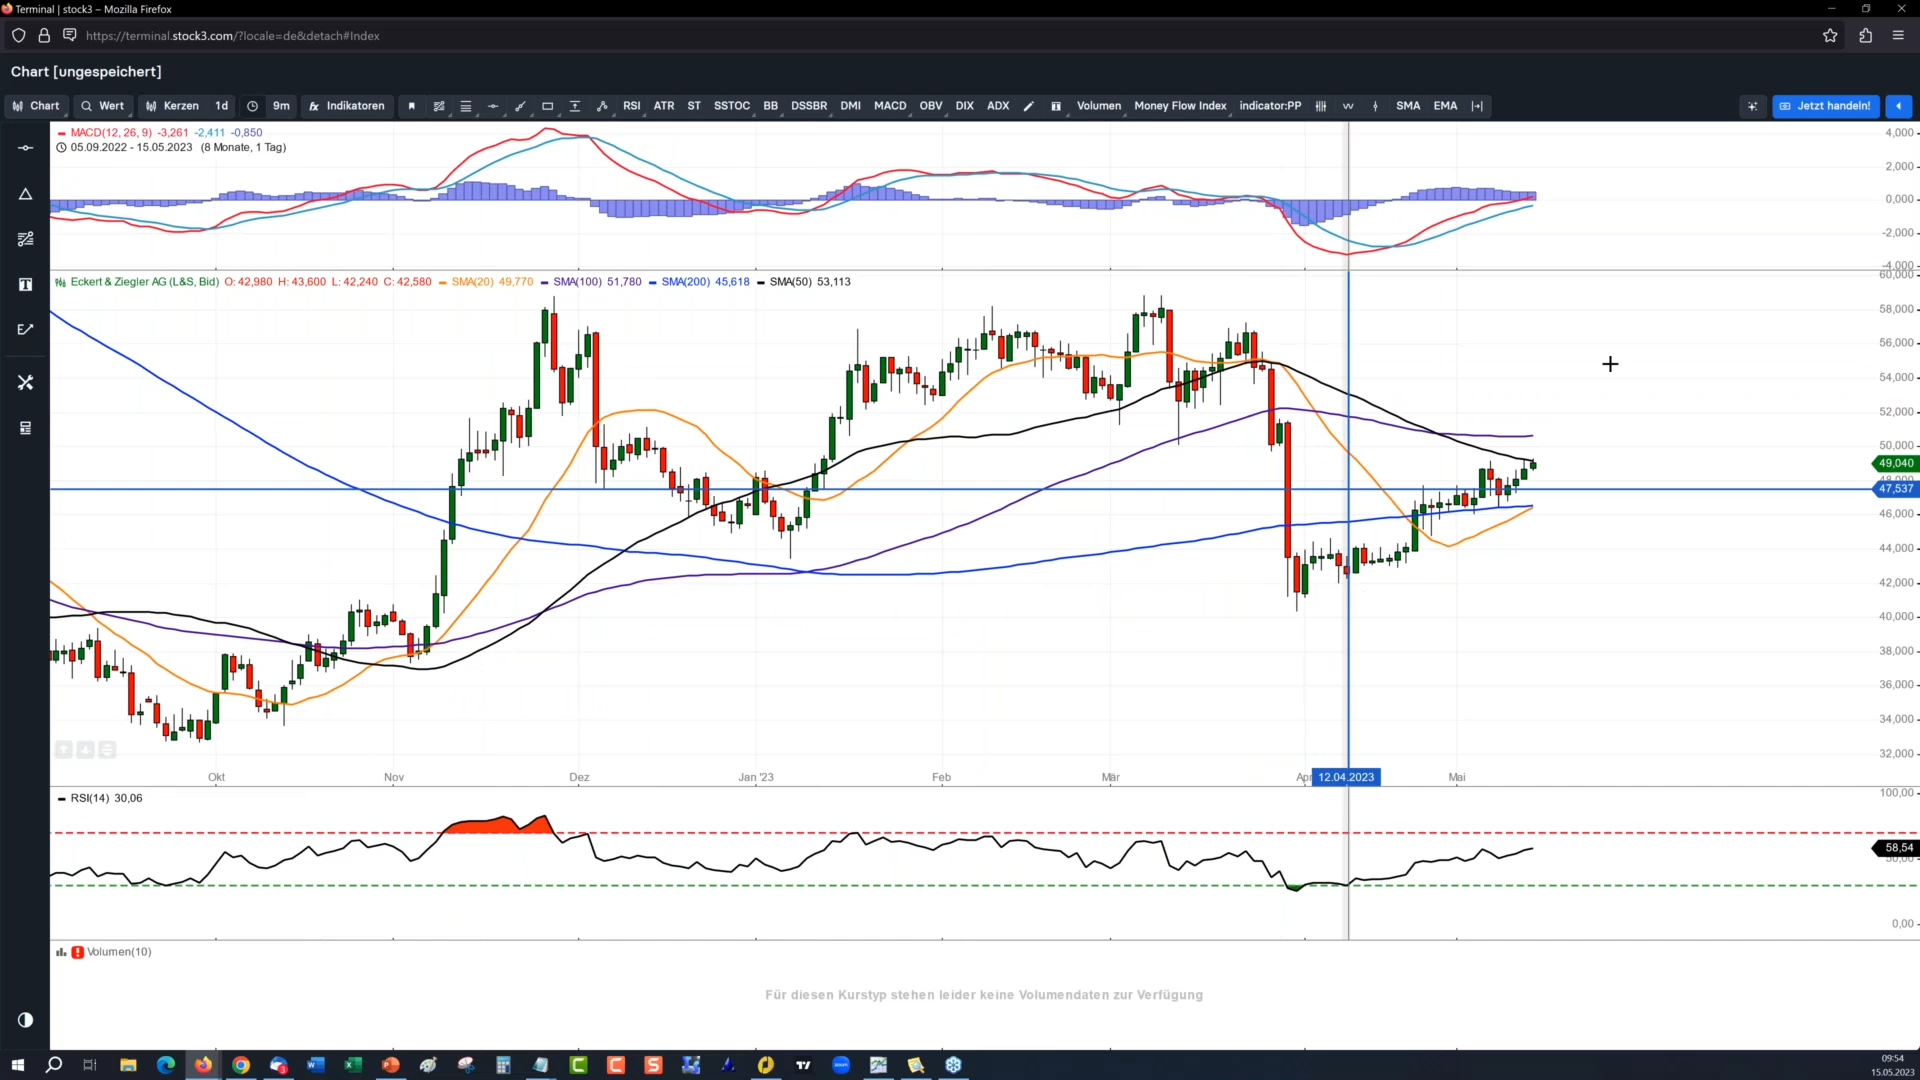 Terminal | stock3 – Mozilla Firefox
https://terminal.stock3.com/?locale=de&detach#Index
Chart [ungespeichert]
Chart Wert Kerzen 1d 9m fx Indikatoren RSI ATR ST SSTOC BB DSSBR DMI MACD OBV DIX ADX Volumen Money Flow Index indicator:PP SMA EMA Jetzt handeln!
MACD(12, 26, 9) -3,261 -2,411 -0,850
05.09.2022 - 15.05.2023 (8 Monate, 1 Tag)
4,000
2,000
0,000
-2,000
-4,000
Eckert & Ziegler AG (L&S, Bid) O: 42,980 H: 43,600 L: 42,240 C: 42,580 SMA(20) 49,770 SMA(100) 51,780 SMA(200) 45,618 SMA(50) 53,113
60,000
58,000
56,000
54,000
52,000
50,000
49,040
48,000
47,537
46,000
44,000
42,000
40,000
38,000
36,000
34,000
32,000
Okt Nov Dez Jan '23 Feb Mär Apr 12.04.2023 Mai
RSI(14) 30,06
100,00
58,54
50,00
0,00
Volumen(10)
Für diesen Kurstyp stehen leider keine Volumendaten zur Verfügung
09:54
15.05.2023